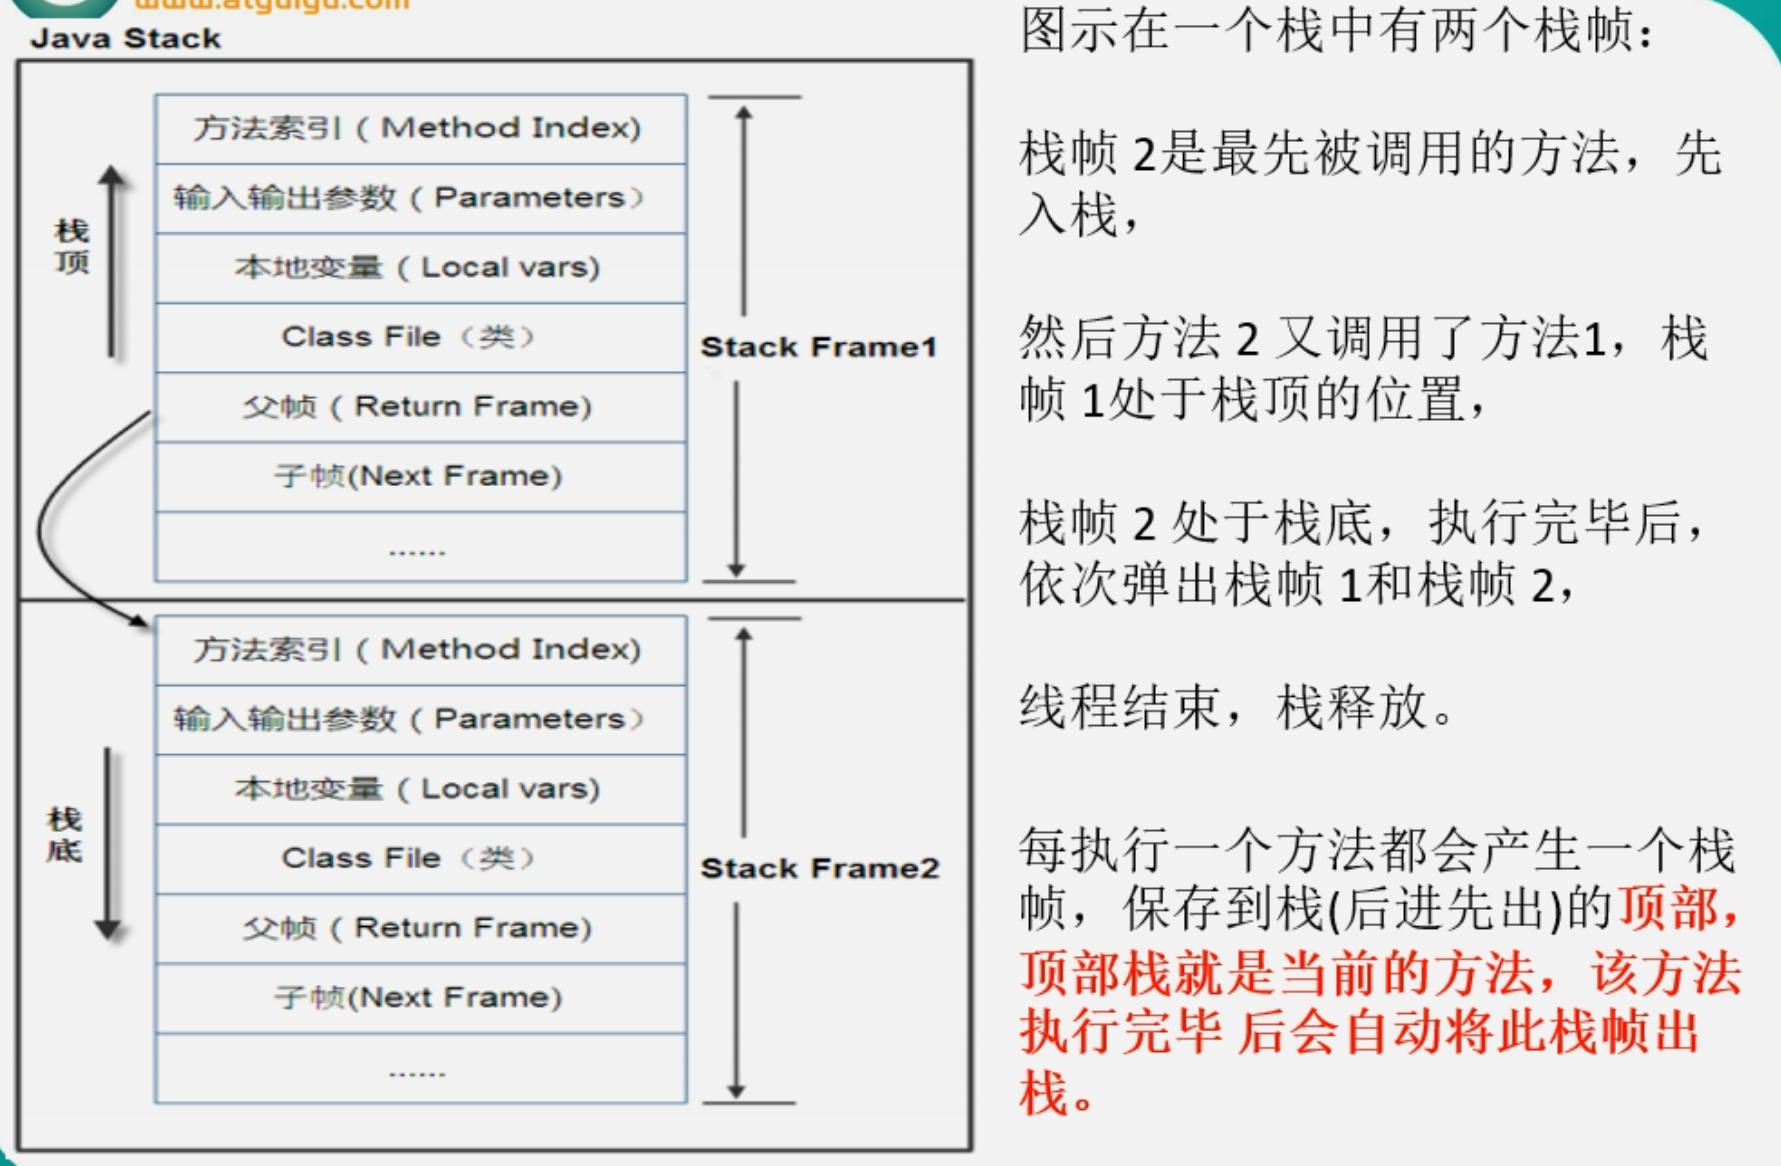 www.atguigu.com
Java Stack
方法索引 ( Method Index)
输入输出参数 ( Parameters）
本地变量 ( Local vars)
Class File（类）
父帧 ( Return Frame)
子帧(Next Frame)
......
栈
顶
Stack Frame1
方法索引 ( Method Index)
输入输出参数 ( Parameters）
本地变量 ( Local vars)
Class File（类）
父帧 ( Return Frame)
子帧(Next Frame)
......
栈
底
Stack Frame2
图示在一个栈中有两个栈帧：
栈帧 2是最先被调用的方法，先
入栈，
然后方法 2 又调用了方法1，栈
帧 1处于栈顶的位置，
栈帧 2 处于栈底，执行完毕后，
依次弹出栈帧 1和栈帧 2，
线程结束，栈释放。
每执行一个方法都会产生一个栈
帧，保存到栈(后进先出)的顶部，
顶部栈就是当前的方法，该方法
执行完毕 后会自动将此栈帧出
栈。